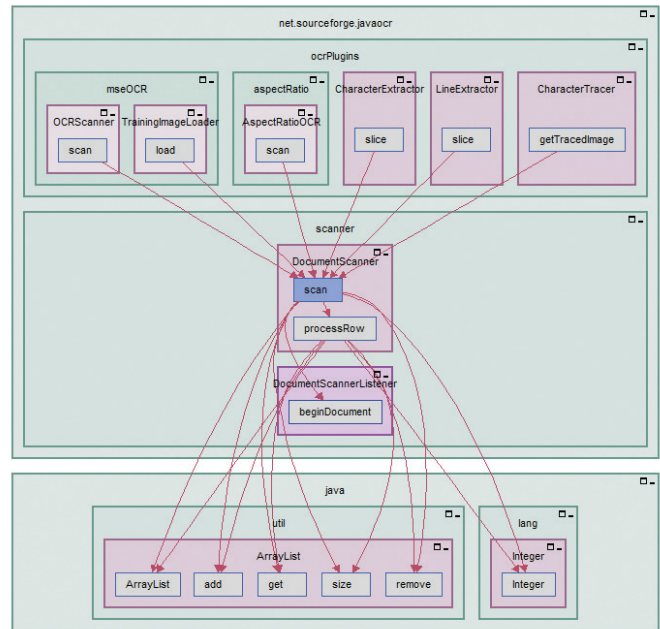 net.sourceforge.javaocr
ocrPlugins
mseOCR
aspectRatio
CharacterExtractor
LineExtractor
CharacterTracer
OCRScanner
TrainingImageLoader
AspectRatioOCR
scan
load
scan
slice
slice
getTracedImage
scanner
DocumentScanner
scan
processRow
DocumentScannerListener
beginDocument
java
util
lang
ArrayList
Integer
ArrayList
add
get
size
remove
Integer